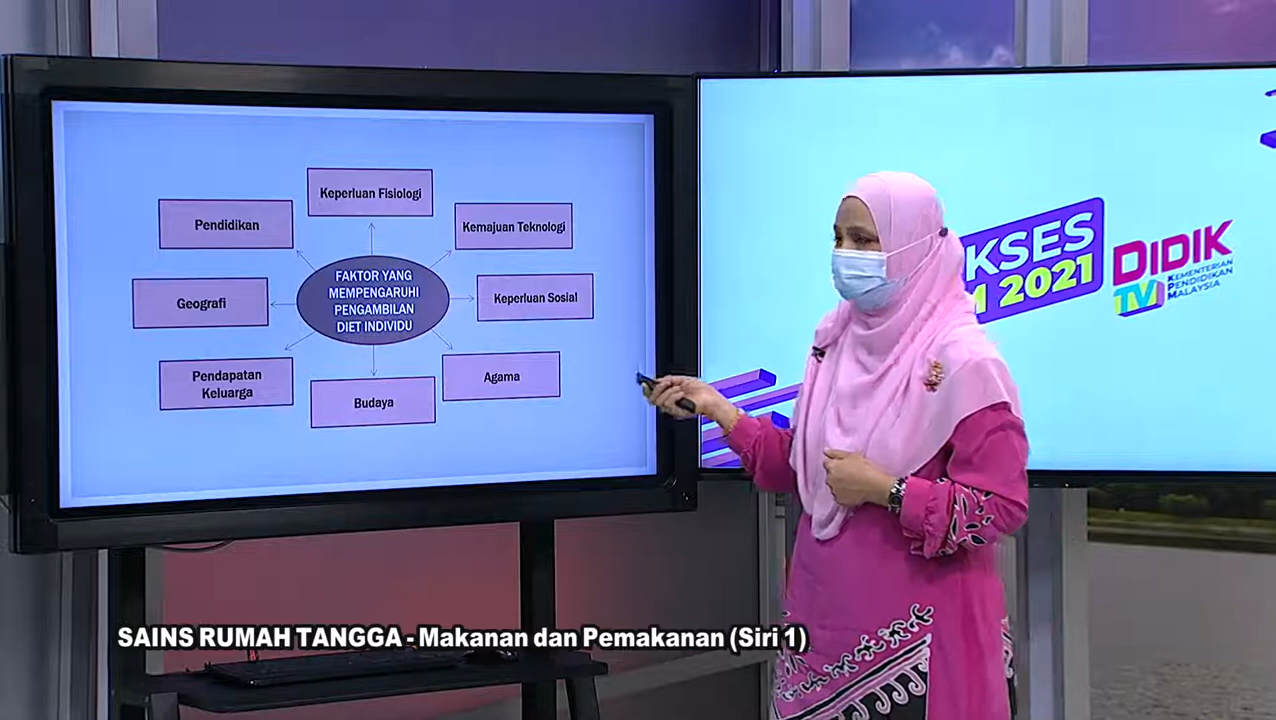 Keperluan Fisiologi
Pendidikan
Kemajuan Teknologi
FAKTOR YANG
MEMPENGARUHI
PENGAMBILAN
DIET INDIVIDU
Geografi
Keperluan Sosial
Pendapatan
Keluarga
Budaya
Agama
KSES
2021
DIDIK
TV
KEMENTERIAN
PENDIDIKAN
MALAYSIA
SAINS RUMAH TANGGA - Makanan dan Pemakanan (Siri 1)